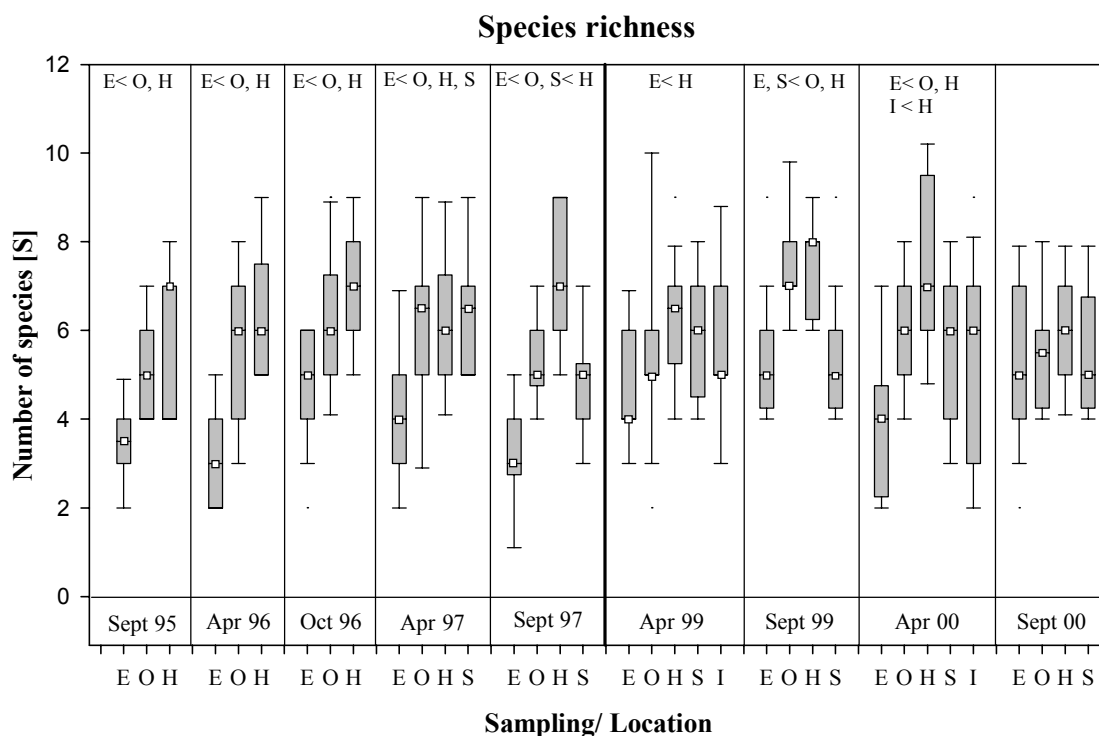 Species richness
Number of species [S]
12
10
8
6
4
2
0
E< O, H
E< O, H
E< O, H
E< O, H, S
E< O, S< H
E< H
E, S< O, H
E< O, H
I < H
Sept 95
Apr 96
Oct 96
Apr 97
Sept 97
Apr 99
Sept 99
Apr 00
Sept 00
E O H
E O H
E O H
E O H S
E O H S
E O H S I
E O H S
E O H S I
E O H S
Sampling/ Location